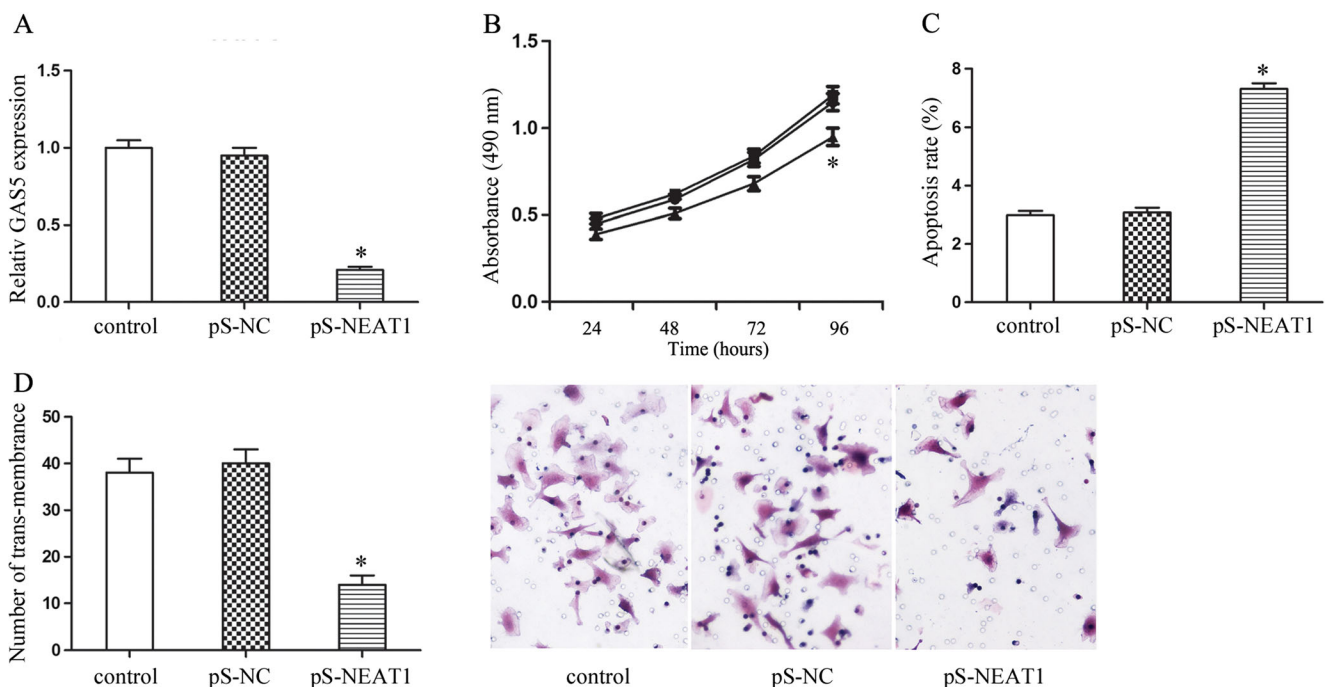 A
Relativ GAS5 expression
1.5
1.0
0.5
0.0
*
control pS-NC pS-NEAT1
B
Absorbance (490 nm)
1.5
1.0
0.5
0.0
*
24 48 72 96
Time (hours)
C
Apoptosis rate (%)
8
6
4
2
0
*
control pS-NC pS-NEAT1
D
Number of trans-membrance
50
40
30
20
10
0
*
control pS-NC pS-NEAT1
control pS-NC pS-NEAT1